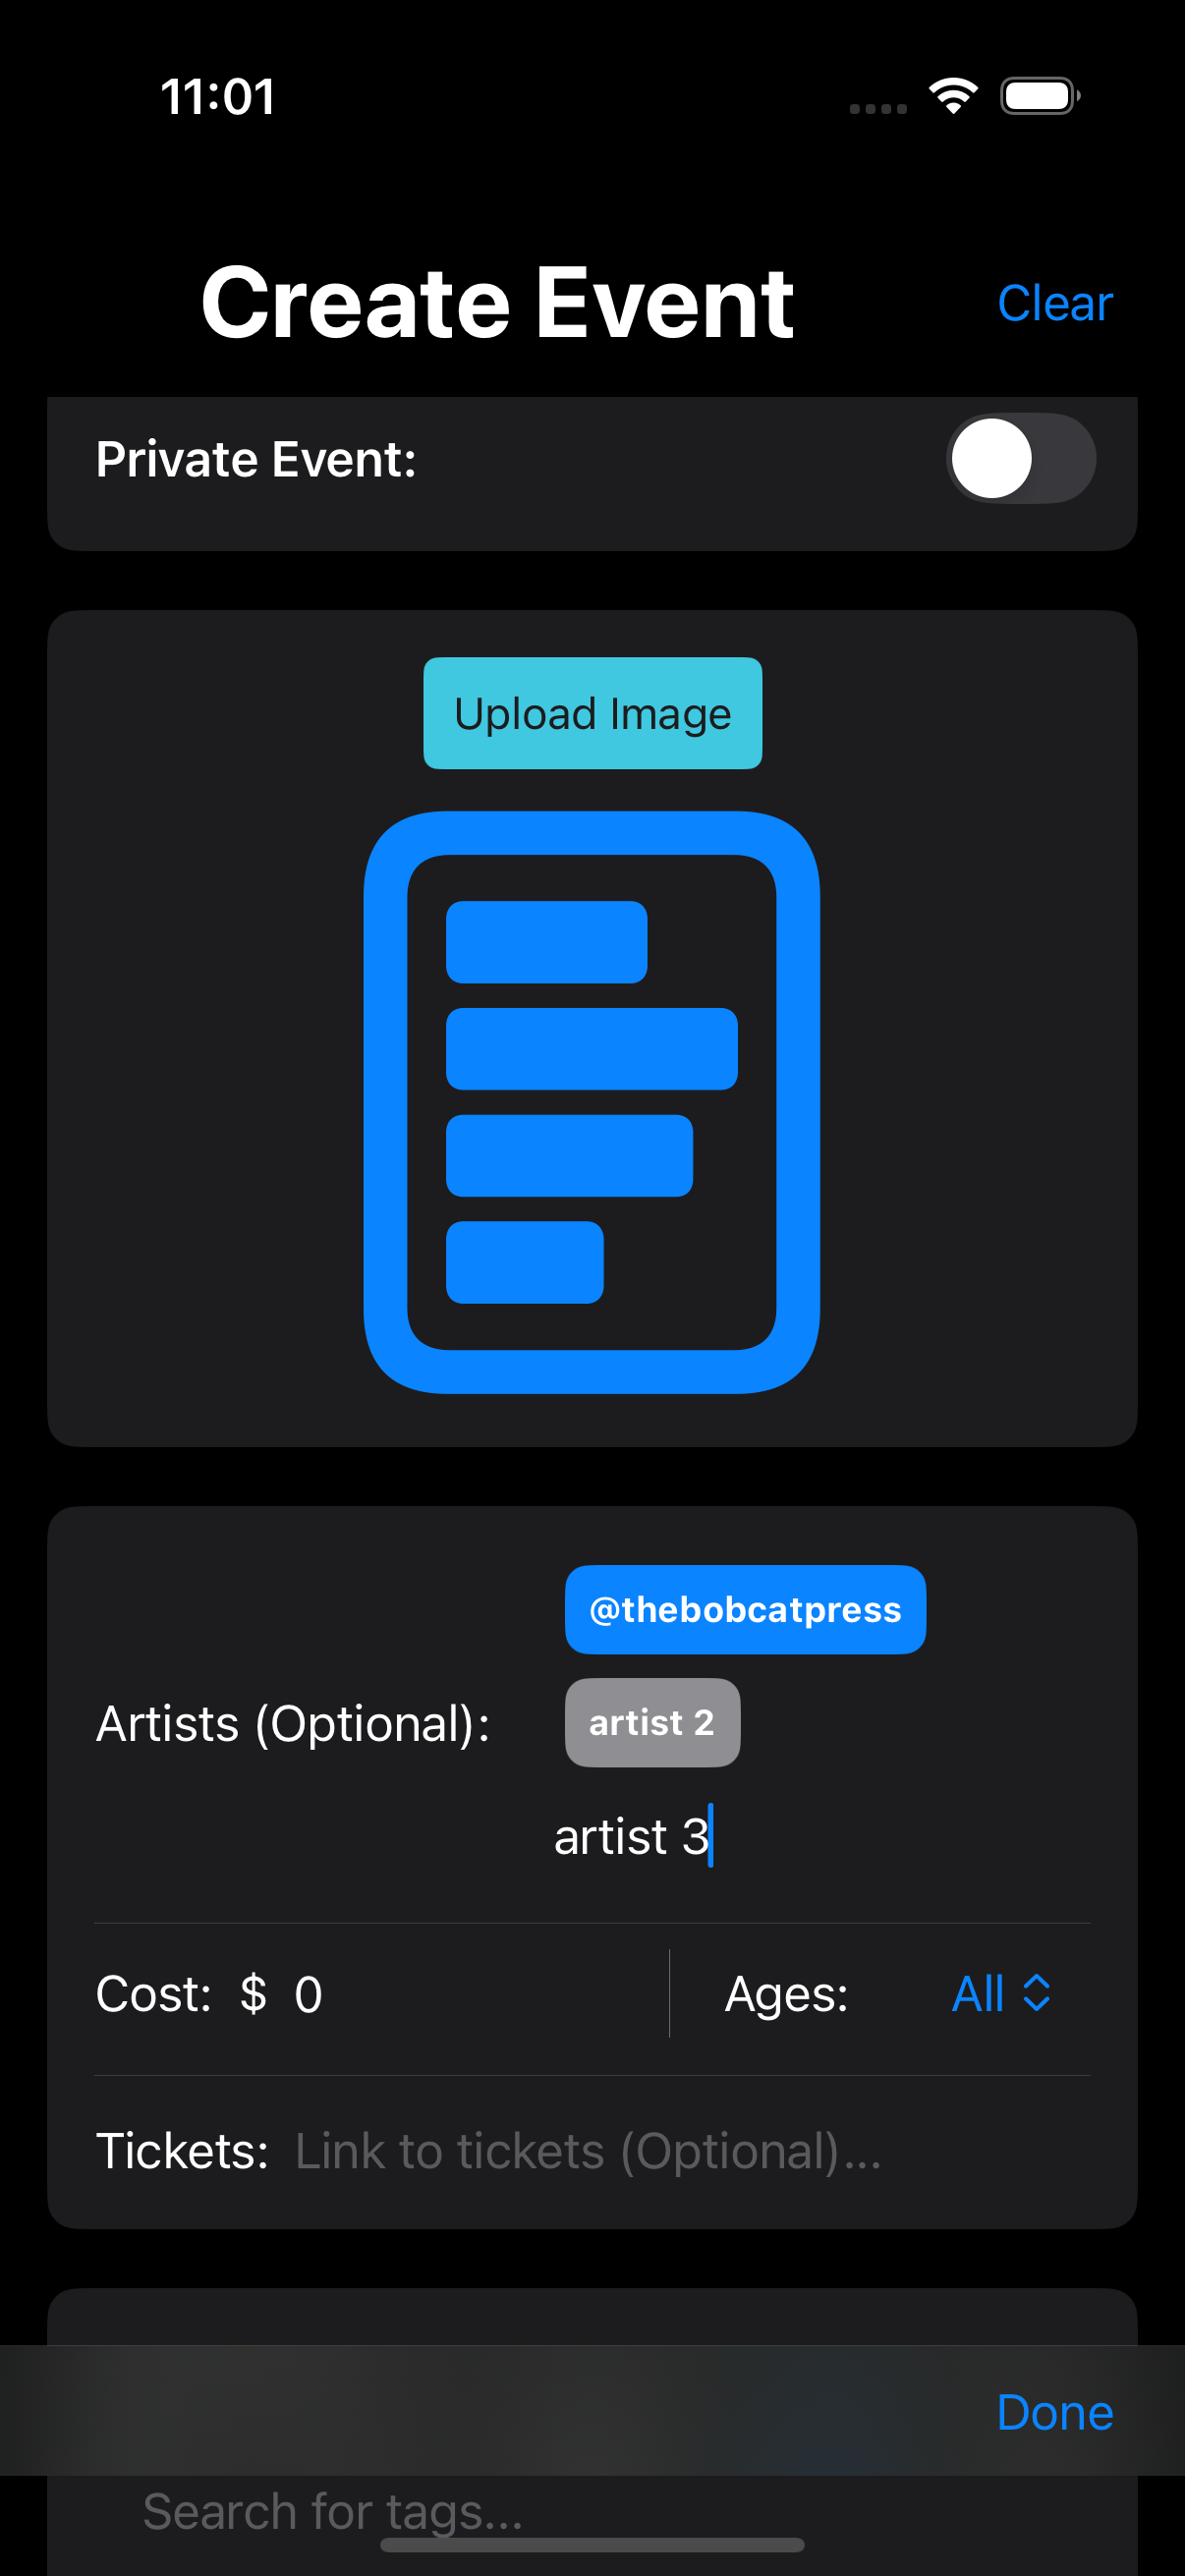 11:01
Create Event
Clear
Private Event:
Upload Image
@thebobcatpress
Artists (Optional):
artist 2
artist 3
Cost: $ 0
Ages: All
Tickets: Link to tickets (Optional)...
Done
Search for tags...